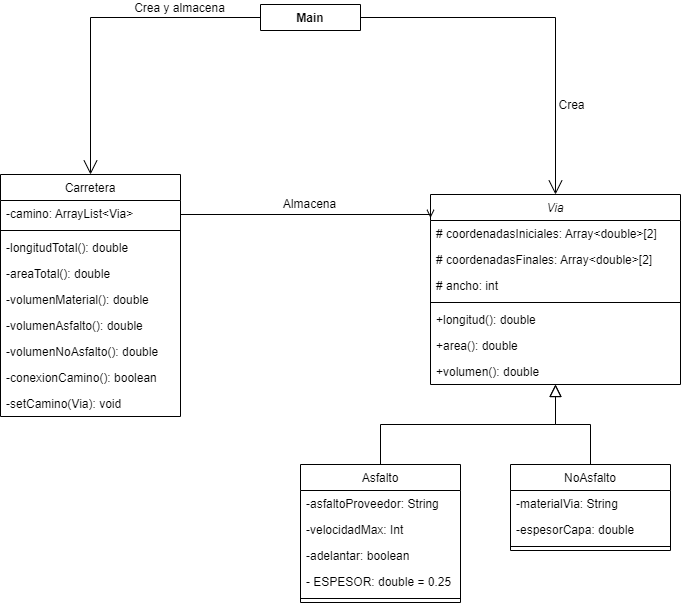 Crea y almacena
Main
Crea
Carretera
-camino: ArrayList<Via>
-longitudTotal(): double
-areaTotal(): double
-volumenMaterial(): double
-volumenAsfalto(): double
-volumenNoAsfalto(): double
-conexionCamino(): boolean
-setCamino(Via): void
Almacena
Via
# coordenadasIniciales: Array<double>[2]
# coordenadasFinales: Array<double>[2]
# ancho: int
+longitud(): double
+area(): double
+volumen(): double
Asfalto
-asfaltoProveedor: String
-velocidadMax: Int
-adelantar: boolean
- ESPESOR: double = 0.25
NoAsfalto
-materialVia: String
-espesorCapa: double